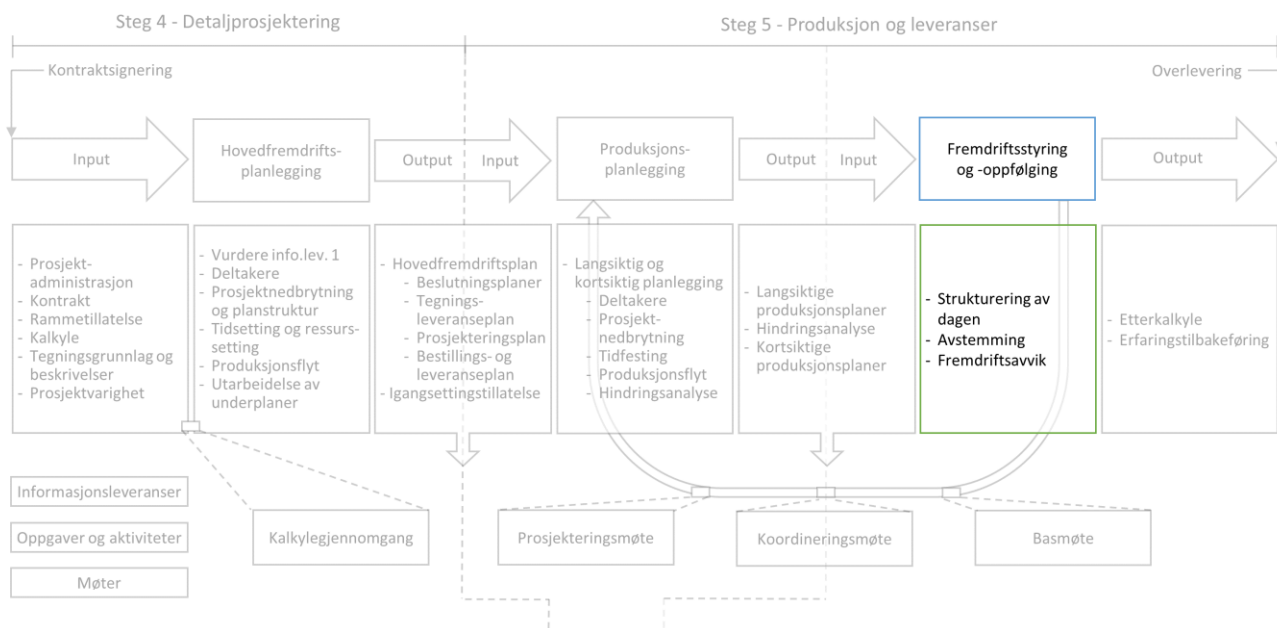 Steg 4 - Detaljprosjektering
Steg 5 - Produksjon og leveranser
Kontraktsignering
Overlevering
Input
Hovedfremdrifts-
planlegging
Output
Input
Produksjons-
planlegging
Output
Input
Fremdriftsstyring
og -oppfølging
Output
- Prosjekt-
administrasjon
- Kontrakt
- Rammetillatelse
- Kalkyle
- Tegningsgrunnlag og
beskrivelser
- Prosjektvarighet
- Vurdere info.lev. 1
- Deltakere
- Prosjektnedbrytning
og planstruktur
- Tidsetting og ressurs-
setting
- Produksjonsflyt
- Utarbeidelse av
underplaner
- Hovedfremdriftsplan
- Beslutningsplaner
- Tegnings-
leveranseplan
- Prosjekteringsplan
- Bestillings- og
leveranseplan
- Igangsettingstillatelse
- Langsiktig og
kortsiktig planlegging
- Deltakere
- Prosjekt-
nedbrytning
- Tidfesting
- Produksjonsflyt
- Hindringsanalyse
- Langsiktige
produksjonsplaner
- Hindringsanalyse
- Kortsiktige
produksjonsplaner
- Strukturering av
dagen
- Avstemming
- Fremdriftsavvik
- Etterkalkyle
- Erfaringstilbakeføring
Informasjonsleveranser
Oppgaver og aktiviteter
Møter
Kalkylegjennomgang
Prosjekteringsmøte
Koordineringsmøte
Basmøte